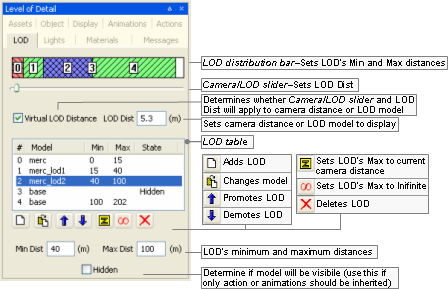 Level of Detail
Assets Object Display Animations Actions
LOD Lights Materials Messages
0 1 2 3 4
LOD distribution bar–Sets LOD's Min and Max distances
Camera/LOD slider–Sets LOD Dist
Determines whether Camera/LOD slider and LOD
Dist will apply to camera distance or LOD model
Virtual LOD Distance LOD Dist 5.3 (m)
Sets camera distance or LOD model to display
LOD table
# Model Min Max State
0 merc 0 15
1 merc_lod1 15 40
2 merc_lod2 40 100
3 base Hidden
4 base 100 202
Adds LOD
Changes model
Promotes LOD
Demotes LOD
Sets LOD's Max to current
camera distance
Sets LOD's Max to Infinite
Deletes LOD
Min Dist 40 (m) Max Dist 100 (m)
LOD's minimum and maximum distances
Hidden
Determine if model will be visibile (use this if
only action or animations should be inherited)